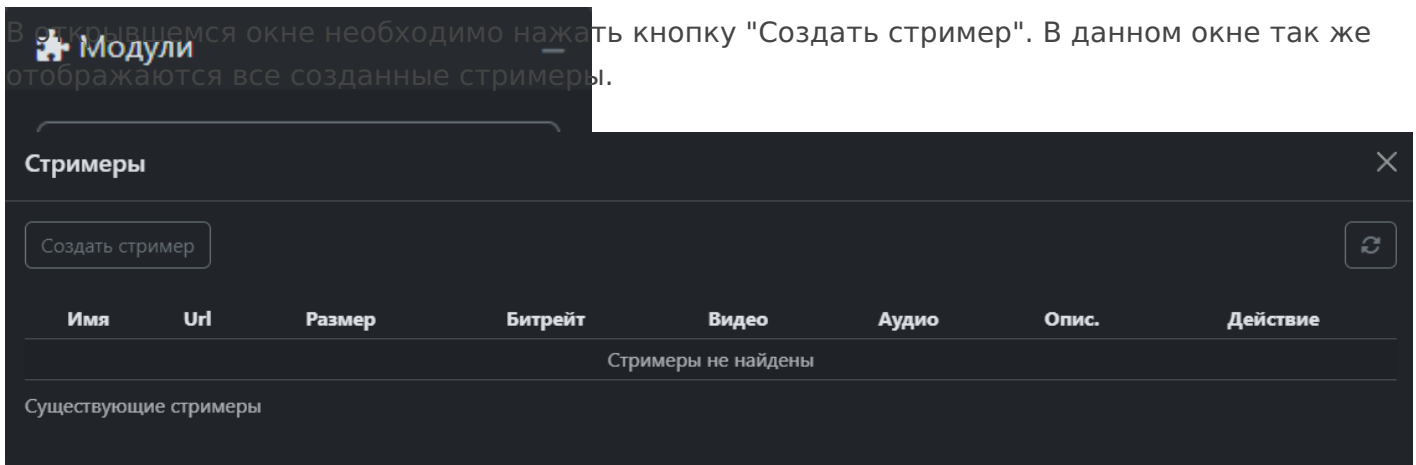 В открывшемся окне необходимо нажать кнопку "Создать стример". В данном окне так же
отображаются все созданные стримеры.
Модули
Стримеры
Создать стример
Имя Url Размер Битрейт Видео Аудио Опис. Действие
Стримеры не найдены
Существующие стримеры